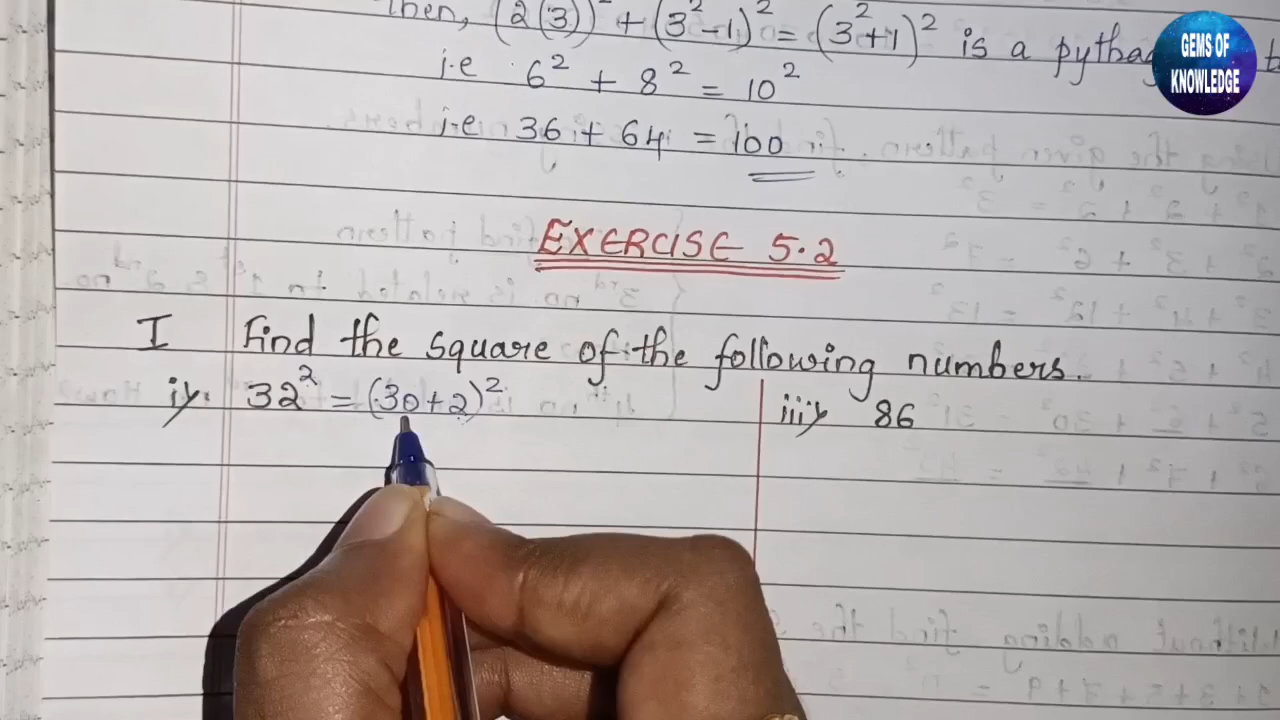 Then, (2(3))² + (3²-1)² = (3²+1)² is a
i.e 6² + 8² = 10²
i.e 36 + 64 = 100
EXERCISE 5.2
I Find the square of the following numbers.
i) 32² = (30+2)²
iii) 86
GEMS OF
KNOWLEDGE